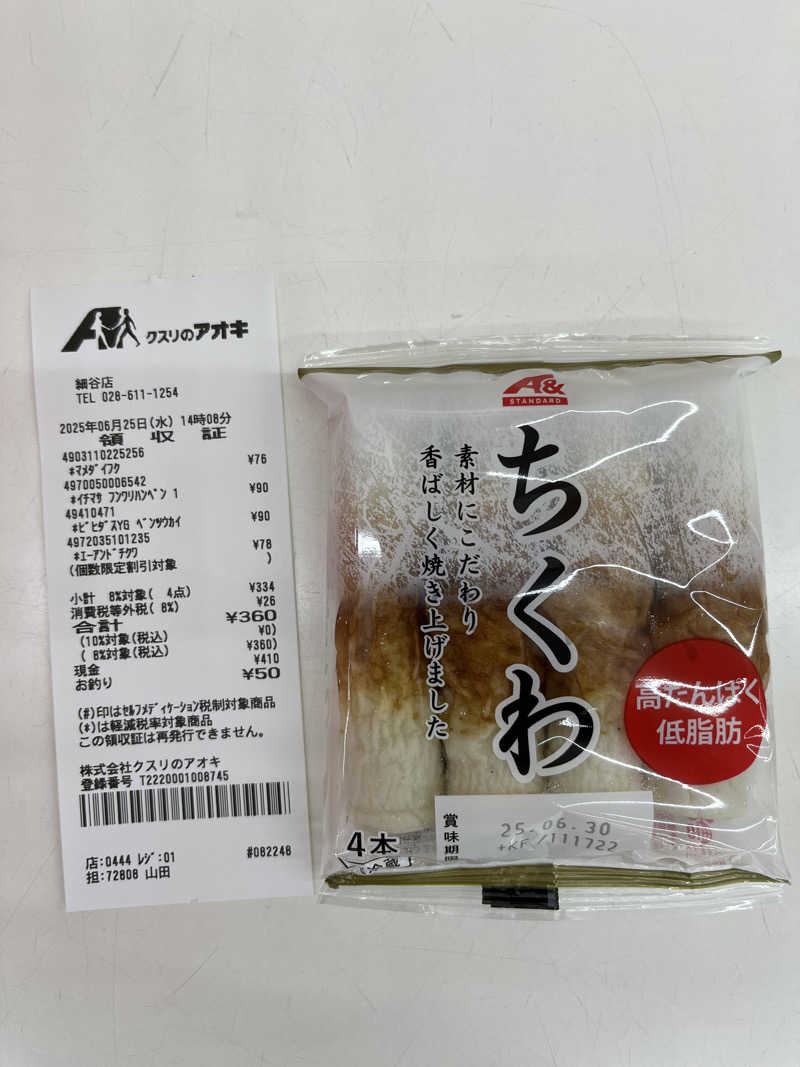 クスリのアオキ
細谷店
TEL 028-611-1254
2025年06月25日(水) 14時08分
領 収 証
4903110225256 ¥76
*マメダイフク
4970050006542 ¥90
*イチマサ フンワリハンペン 1
49410471 ¥90
*ビヒダスYG ベンツウカイ
4972035101235 ¥78
*エーアンドチクワ
(個数限定割引対象 )
小計 8%対象( 4点) ¥334
消費税等外税( 8%) ¥26
合計 ¥360
(10%対象(税込) ¥0)
( 8%対象(税込) ¥360)
現金 ¥410
お釣り ¥50
(#)印はセルフメディケーション税制対象商品
(*)は軽減税率対象商品
この領収証は再発行できません。
株式会社クスリのアオキ
登録番号 T2220001008745
店:0444 レジ:01 #082248
担:72808 山田
A&
STANDARD
ちくわ
素材にこだわり
香ばしく焼き上げました
高たんぱく
低脂肪
4本
賞味期限
25.06.30
+KF /111722
冷蔵